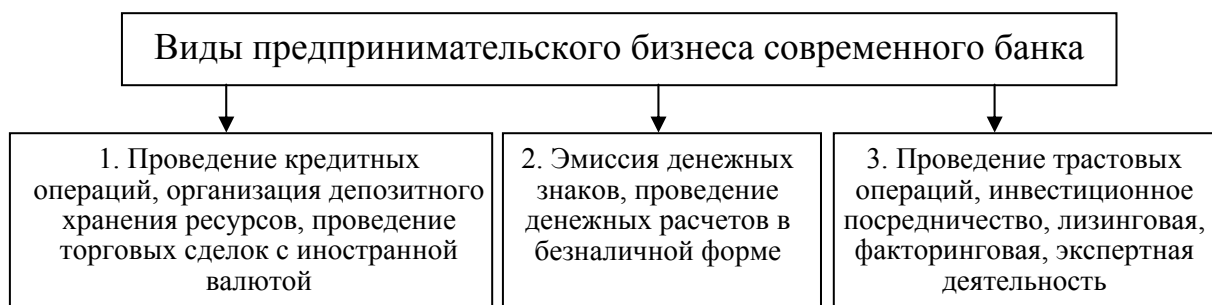 Виды предпринимательского бизнеса современного банка
1. Проведение кредитных
операций, организация депозитного
хранения ресурсов, проведение
торговых сделок с иностранной
валютой
2. Эмиссия денежных
знаков, проведение
денежных расчетов в
безналичной форме
3. Проведение трастовых
операций, инвестиционное
посредничество, лизинговая,
факторинговая, экспертная
деятельность